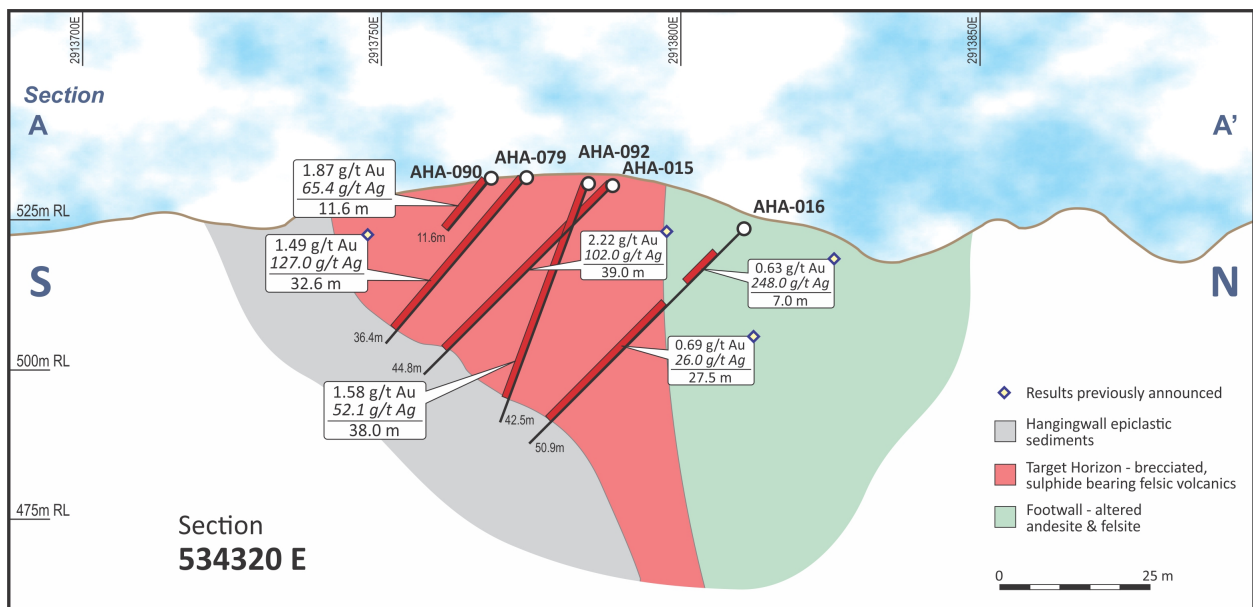 2913700E
2913750E
2913800E
2913850E
Section
A
A'
AHA-090
AHA-079
AHA-092
AHA-015
AHA-016
1.87 g/t Au
65.4 g/t Ag
11.6 m
11.6m
525m RL
1.49 g/t Au
127.0 g/t Ag
32.6 m
36.4m
2.22 g/t Au
102.0 g/t Ag
39.0 m
44.8m
0.63 g/t Au
248.0 g/t Ag
7.0 m
S
N
0.69 g/t Au
26.0 g/t Ag
27.5 m
500m RL
1.58 g/t Au
52.1 g/t Ag
38.0 m
42.5m
50.9m
475m RL
Section
534320 E
Results previously announced
Hangingwall epiclastic
sediments
Target Horizon - brecciated,
sulphide bearing felsic volcanics
Footwall - altered
andesite & felsite
0
25 m